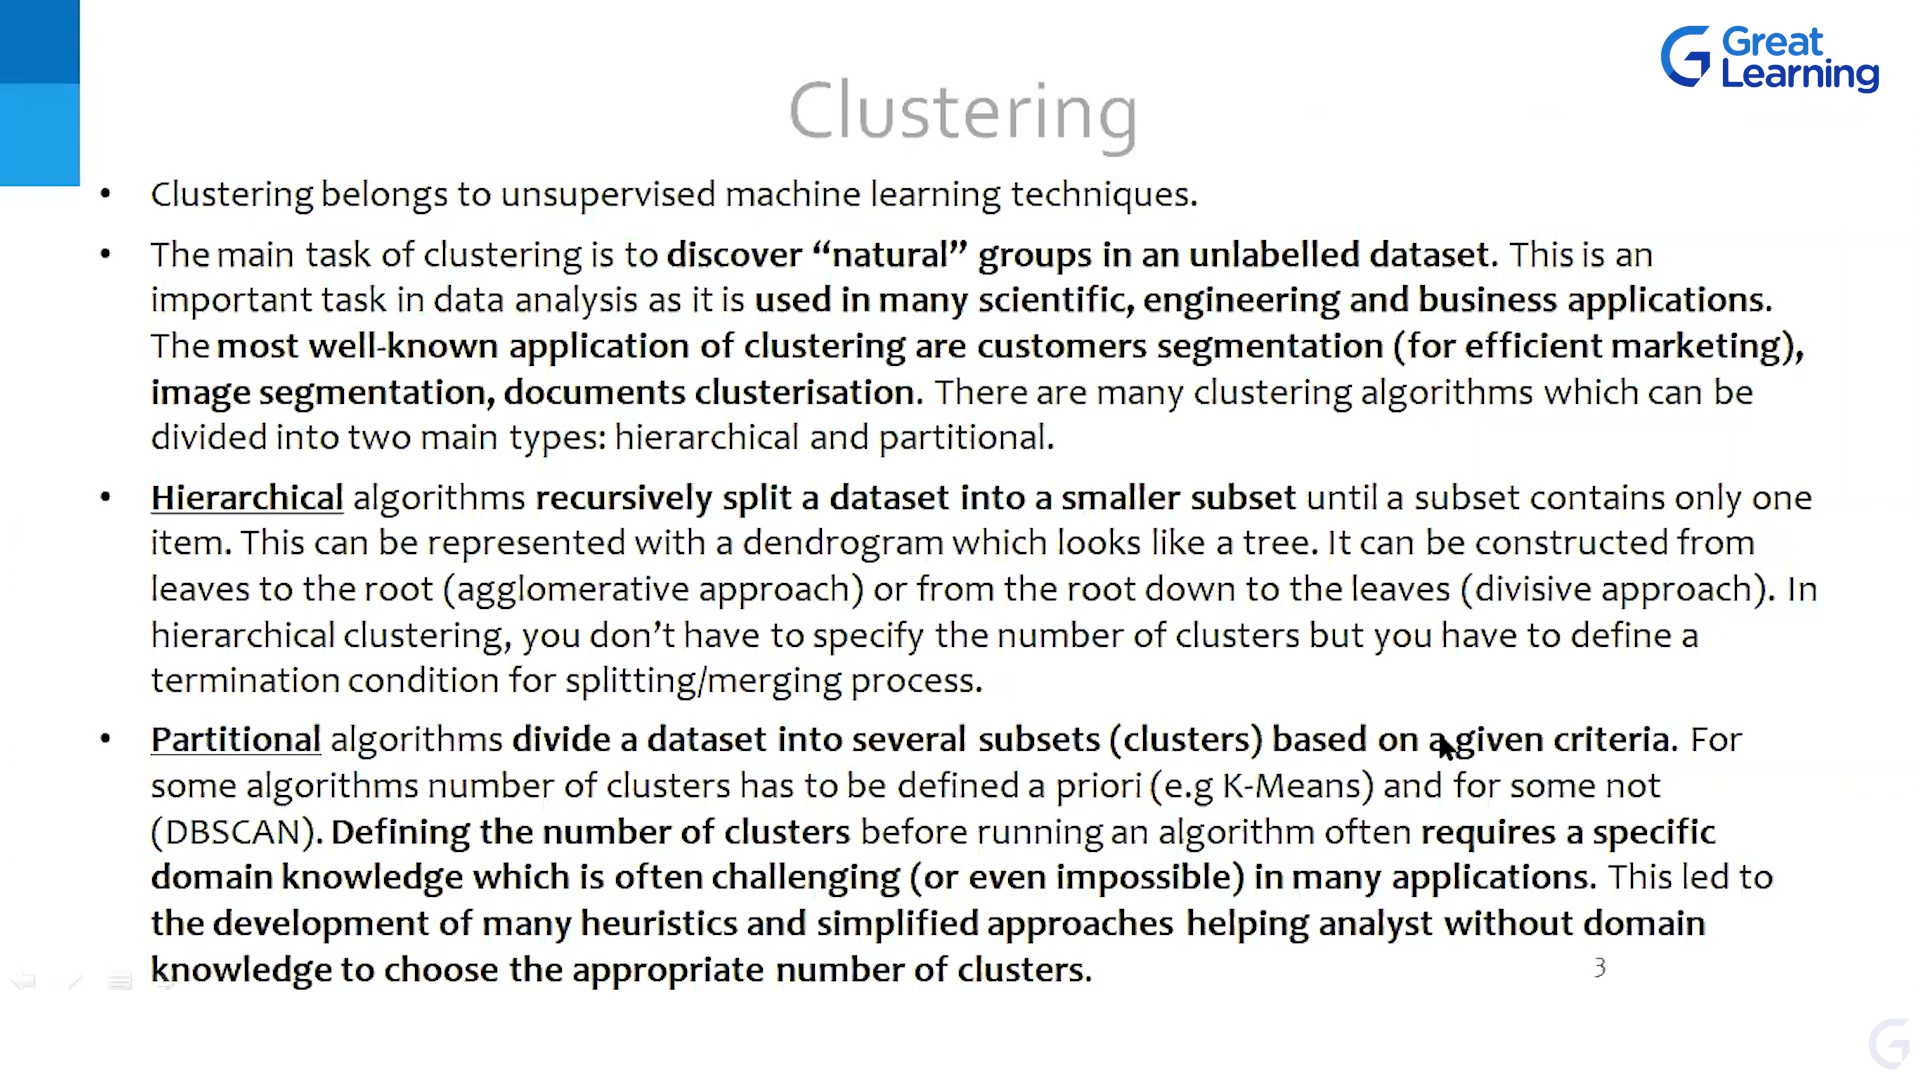 Great
Learning
Clustering
• Clustering belongs to unsupervised machine learning techniques.
• The main task of clustering is to discover “natural” groups in an unlabelled dataset. This is an
important task in data analysis as it is used in many scientific, engineering and business applications.
The most well-known application of clustering are customers segmentation (for efficient marketing),
image segmentation, documents clusterisation. There are many clustering algorithms which can be
divided into two main types: hierarchical and partitional.
• Hierarchical algorithms recursively split a dataset into a smaller subset until a subset contains only one
item. This can be represented with a dendrogram which looks like a tree. It can be constructed from
leaves to the root (agglomerative approach) or from the root down to the leaves (divisive approach). In
hierarchical clustering, you don’t have to specify the number of clusters but you have to define a
termination condition for splitting/merging process.
• Partitional algorithms divide a dataset into several subsets (clusters) based on a given criteria. For
some algorithms number of clusters has to be defined a priori (e.g K-Means) and for some not
(DBSCAN). Defining the number of clusters before running an algorithm often requires a specific
domain knowledge which is often challenging (or even impossible) in many applications. This led to
the development of many heuristics and simplified approaches helping analyst without domain
knowledge to choose the appropriate number of clusters.
3